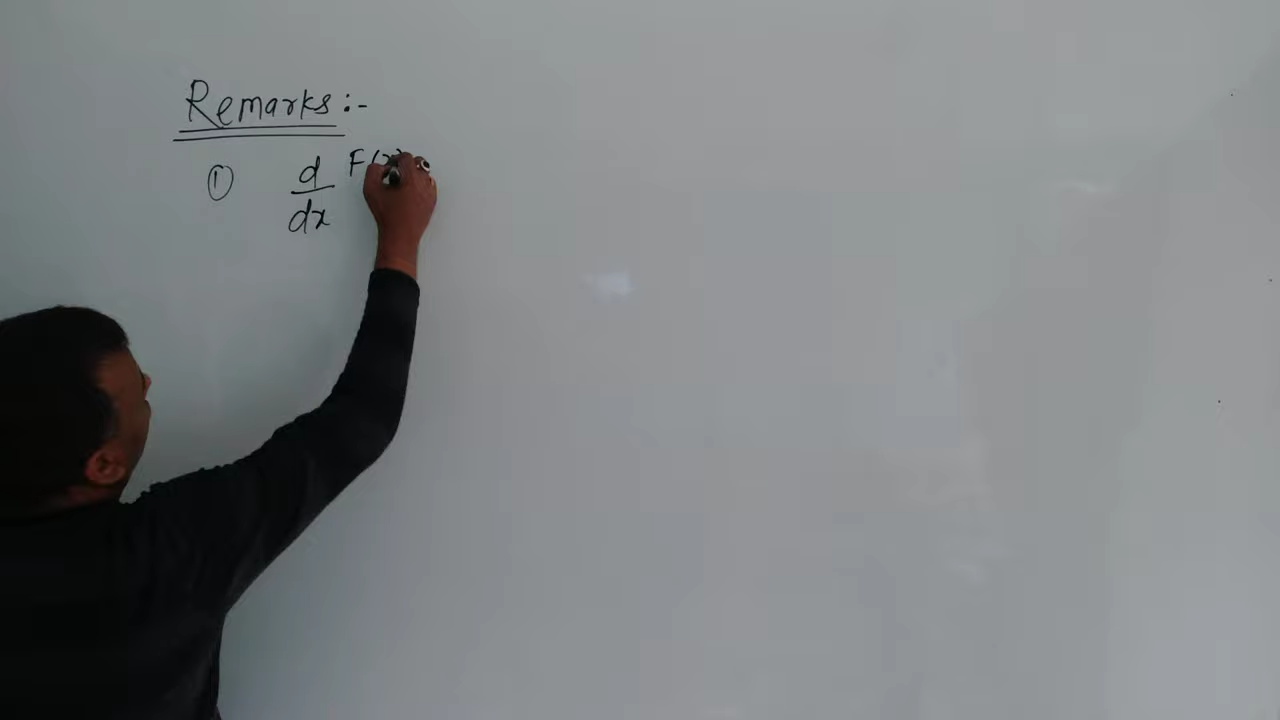 Remarks :-
① d/dx F(x)